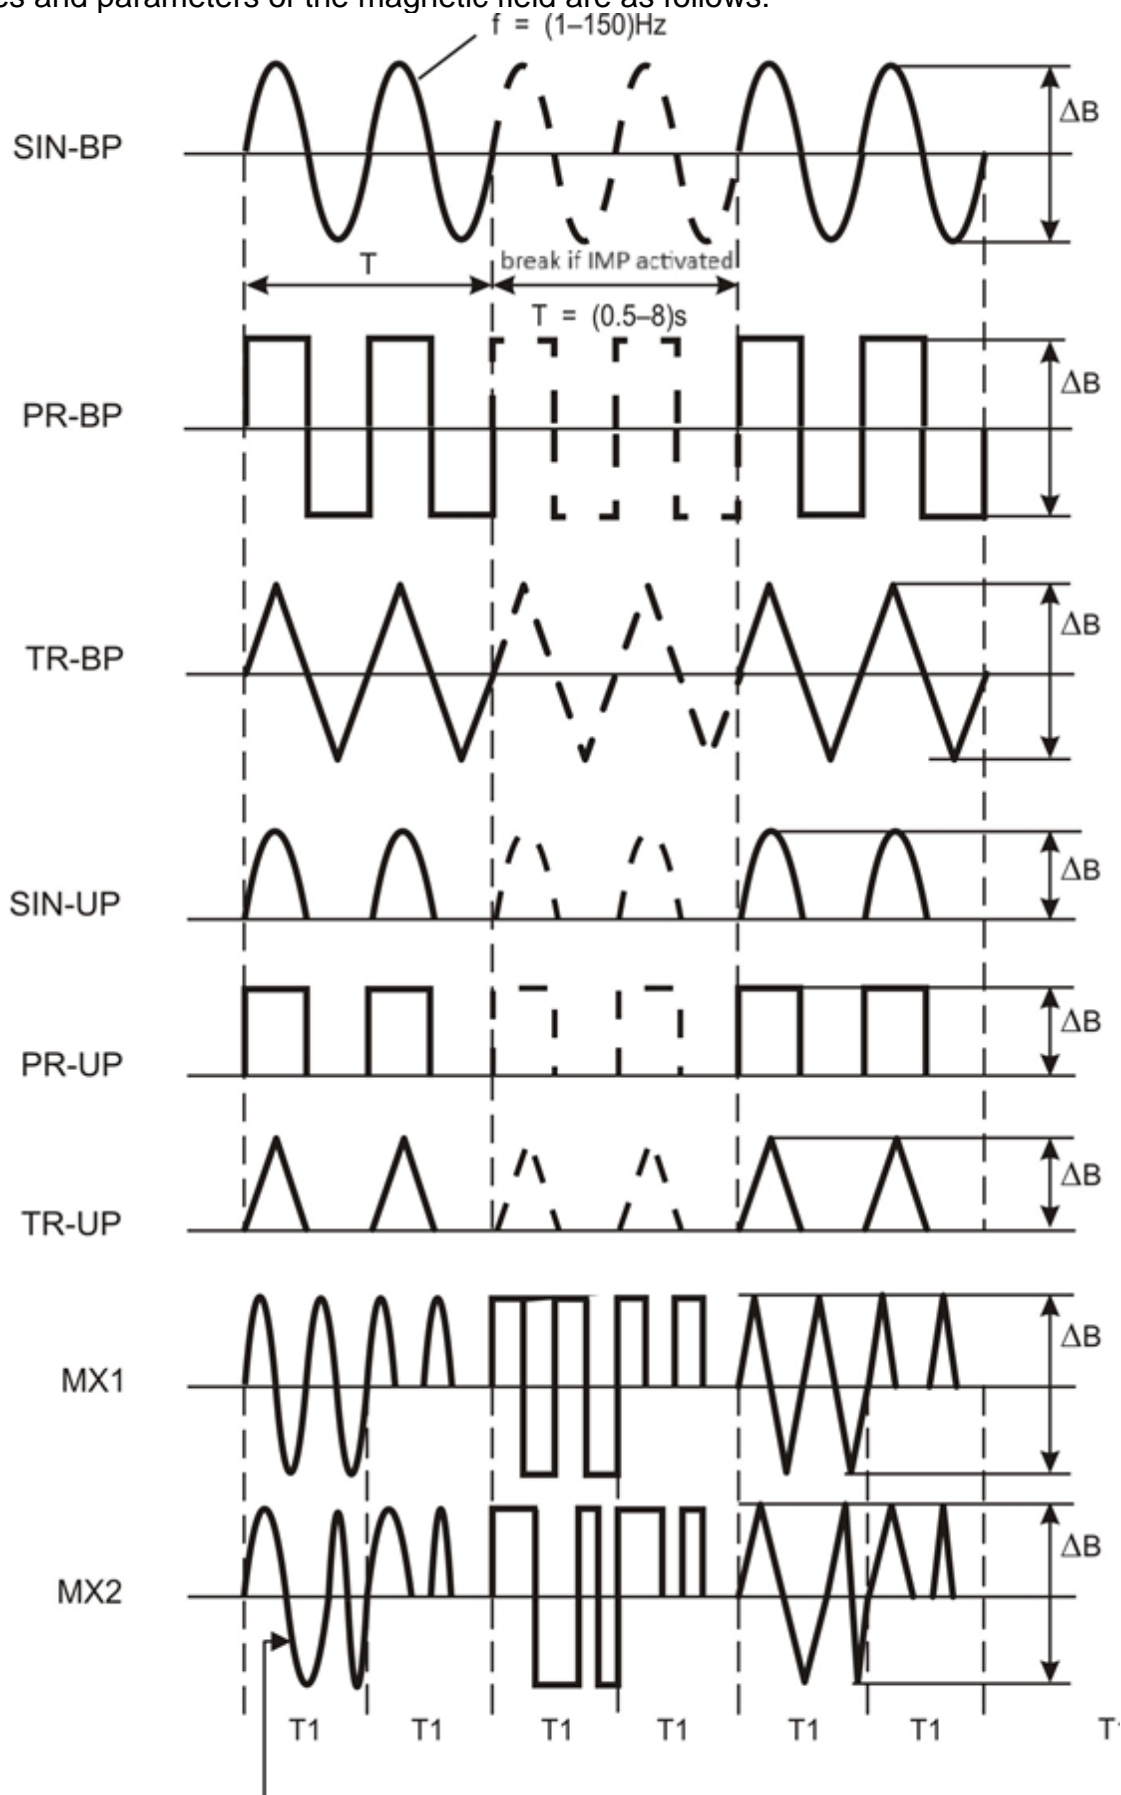 es and parameters of the magnetic field are as follows:
f = (1–150)Hz
SIN-BP
ΔB
T
break if IMP activated
T = (0.5–8)s
PR-BP
ΔB
TR-BP
ΔB
SIN-UP
ΔB
PR-UP
ΔB
TR-UP
ΔB
MX1
ΔB
MX2
ΔB
T1 T1 T1 T1 T1 T1